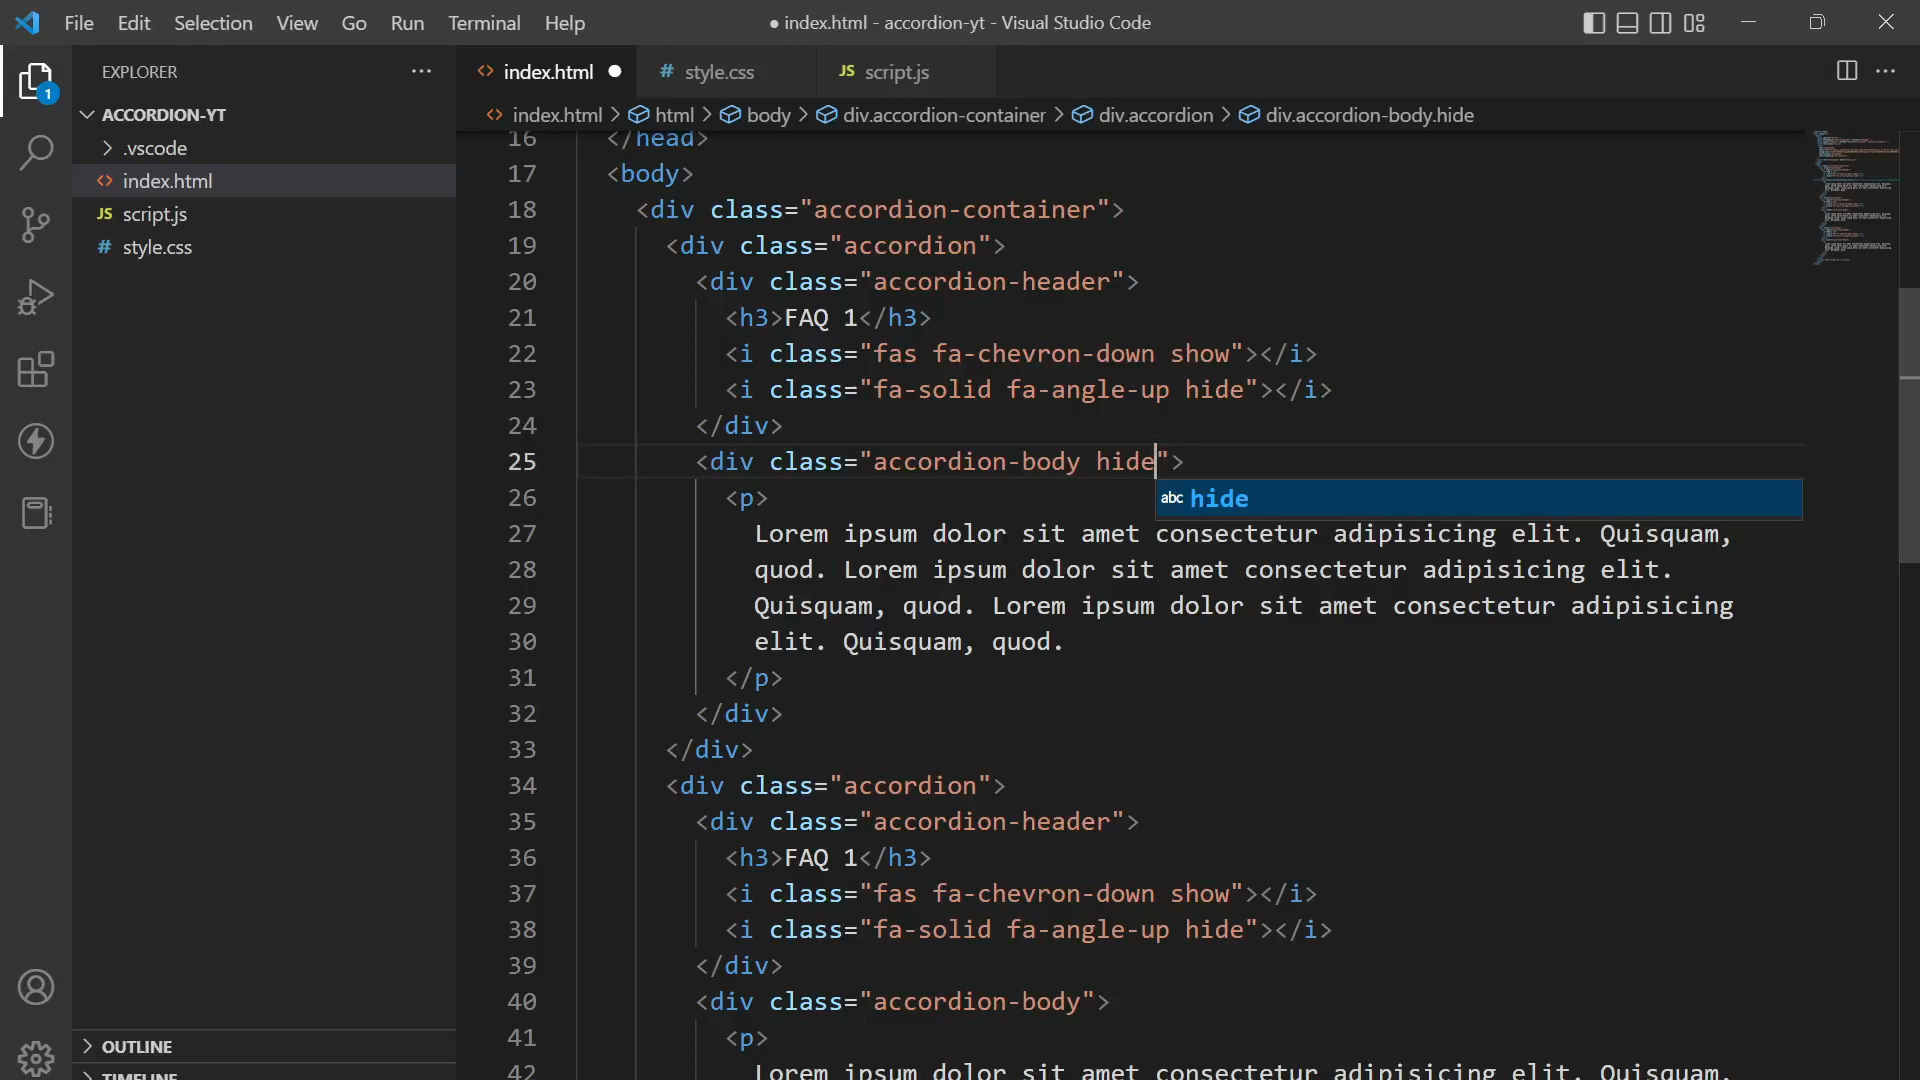 File Edit Selection View Go Run Terminal Help
● index.html - accordion-yt - Visual Studio Code
1
EXPLORER
ACCORDION-YT
.vscode
<> index.html
JS script.js
# style.css
OUTLINE
TIMELINE
<> index.html ●
# style.css
JS script.js
<> index.html > html > body > div.accordion-container > div.accordion > div.accordion-body.hide
16 </head>
17 <body>
18 <div class="accordion-container">
19 <div class="accordion">
20 <div class="accordion-header">
21 <h3>FAQ 1</h3>
22 <i class="fas fa-chevron-down show"></i>
23 <i class="fa-solid fa-angle-up hide"></i>
24 </div>
25 <div class="accordion-body hide">
abc hide
26 <p>
27 Lorem ipsum dolor sit amet consectetur adipisicing elit. Quisquam,
28 quod. Lorem ipsum dolor sit amet consectetur adipisicing elit.
29 Quisquam, quod. Lorem ipsum dolor sit amet consectetur adipisicing
30 elit. Quisquam, quod.
31 </p>
32 </div>
33 </div>
34 <div class="accordion">
35 <div class="accordion-header">
36 <h3>FAQ 1</h3>
37 <i class="fas fa-chevron-down show"></i>
38 <i class="fa-solid fa-angle-up hide"></i>
39 </div>
40 <div class="accordion-body">
41 <p>
42 Lorem ipsum dolor sit amet consectetur adipisicing elit. Quisquam,